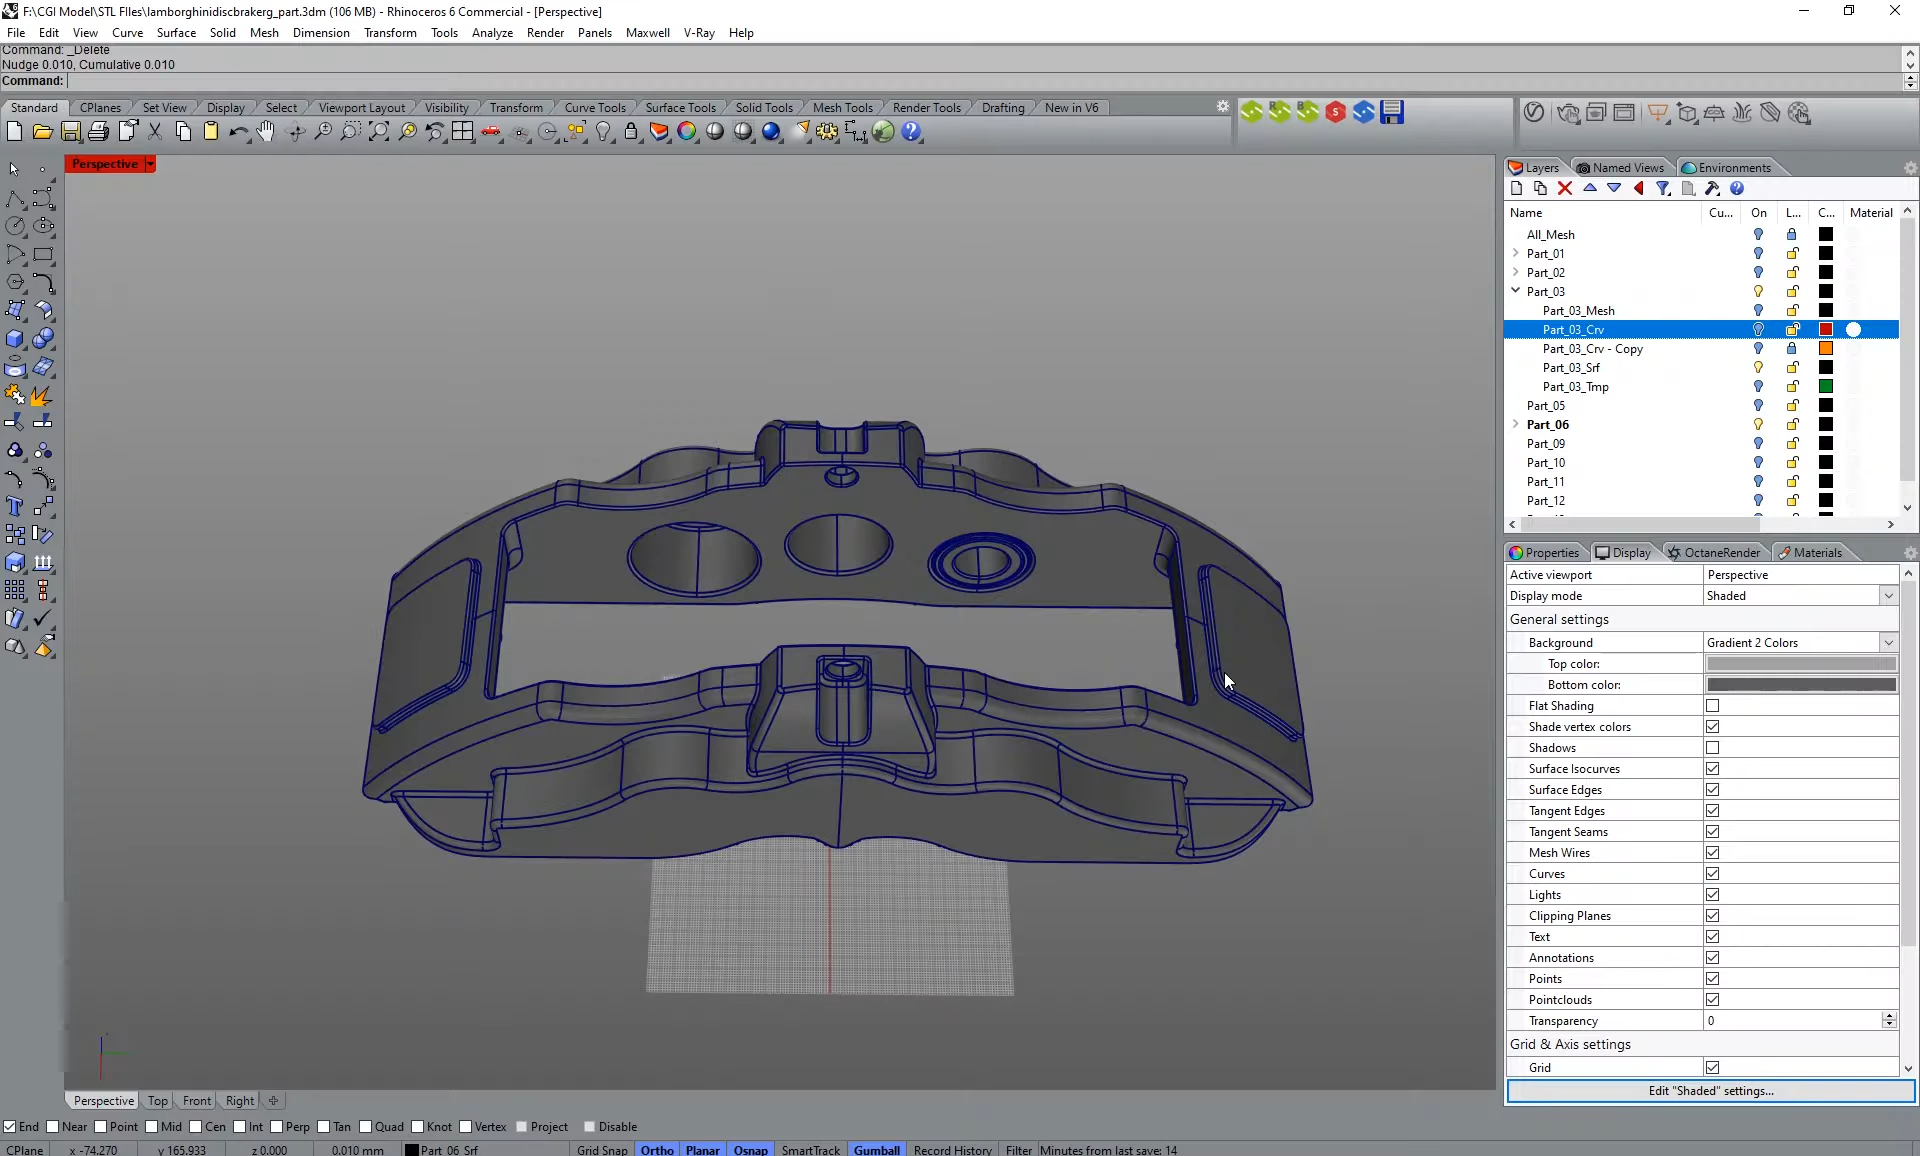 F:\CGI Model\STL FIles\lamborghinidiscbrakerg_part.3dm (106 MB) - Rhinoceros 6 Commercial - [Perspective]
File Edit View Curve Surface Solid Mesh Dimension Transform Tools Analyze Render Panels Maxwell V-Ray Help
Command: _Delete
Nudge 0.010, Cumulative 0.010
Command:
Standard CPlanes Set View Display Select Viewport Layout Visibility Transform Curve Tools Surface Tools Solid Tools Mesh Tools Render Tools Drafting New in V6
Perspective
Layers Named Views Environments
Name Cu... On L... C... Material
All_Mesh
Part_01
Part_02
Part_03
Part_03_Mesh
Part_03_Crv
Part_03_Crv - Copy
Part_03_Srf
Part_03_Tmp
Part_05
Part_06
Part_09
Part_10
Part_11
Part_12
Properties Display OctaneRender Materials
Active viewport Perspective
Display mode Shaded
General settings
Background Gradient 2 Colors
Top color:
Bottom color:
Flat Shading
Shade vertex colors
Shadows
Surface Isocurves
Surface Edges
Tangent Edges
Tangent Seams
Mesh Wires
Curves
Lights
Clipping Planes
Text
Annotations
Points
Pointclouds
Transparency 0
Grid & Axis settings
Grid
Edit "Shaded" settings...
Perspective Top Front Right
End Near Point Mid Cen Int Perp Tan Quad Knot Vertex Project Disable
CPlane x -74.270 y 165.933 z 0.000 0.010 mm Part_06_Srf Grid Snap Ortho Planar Osnap SmartTrack Gumball Record History Filter Minutes from last save: 14